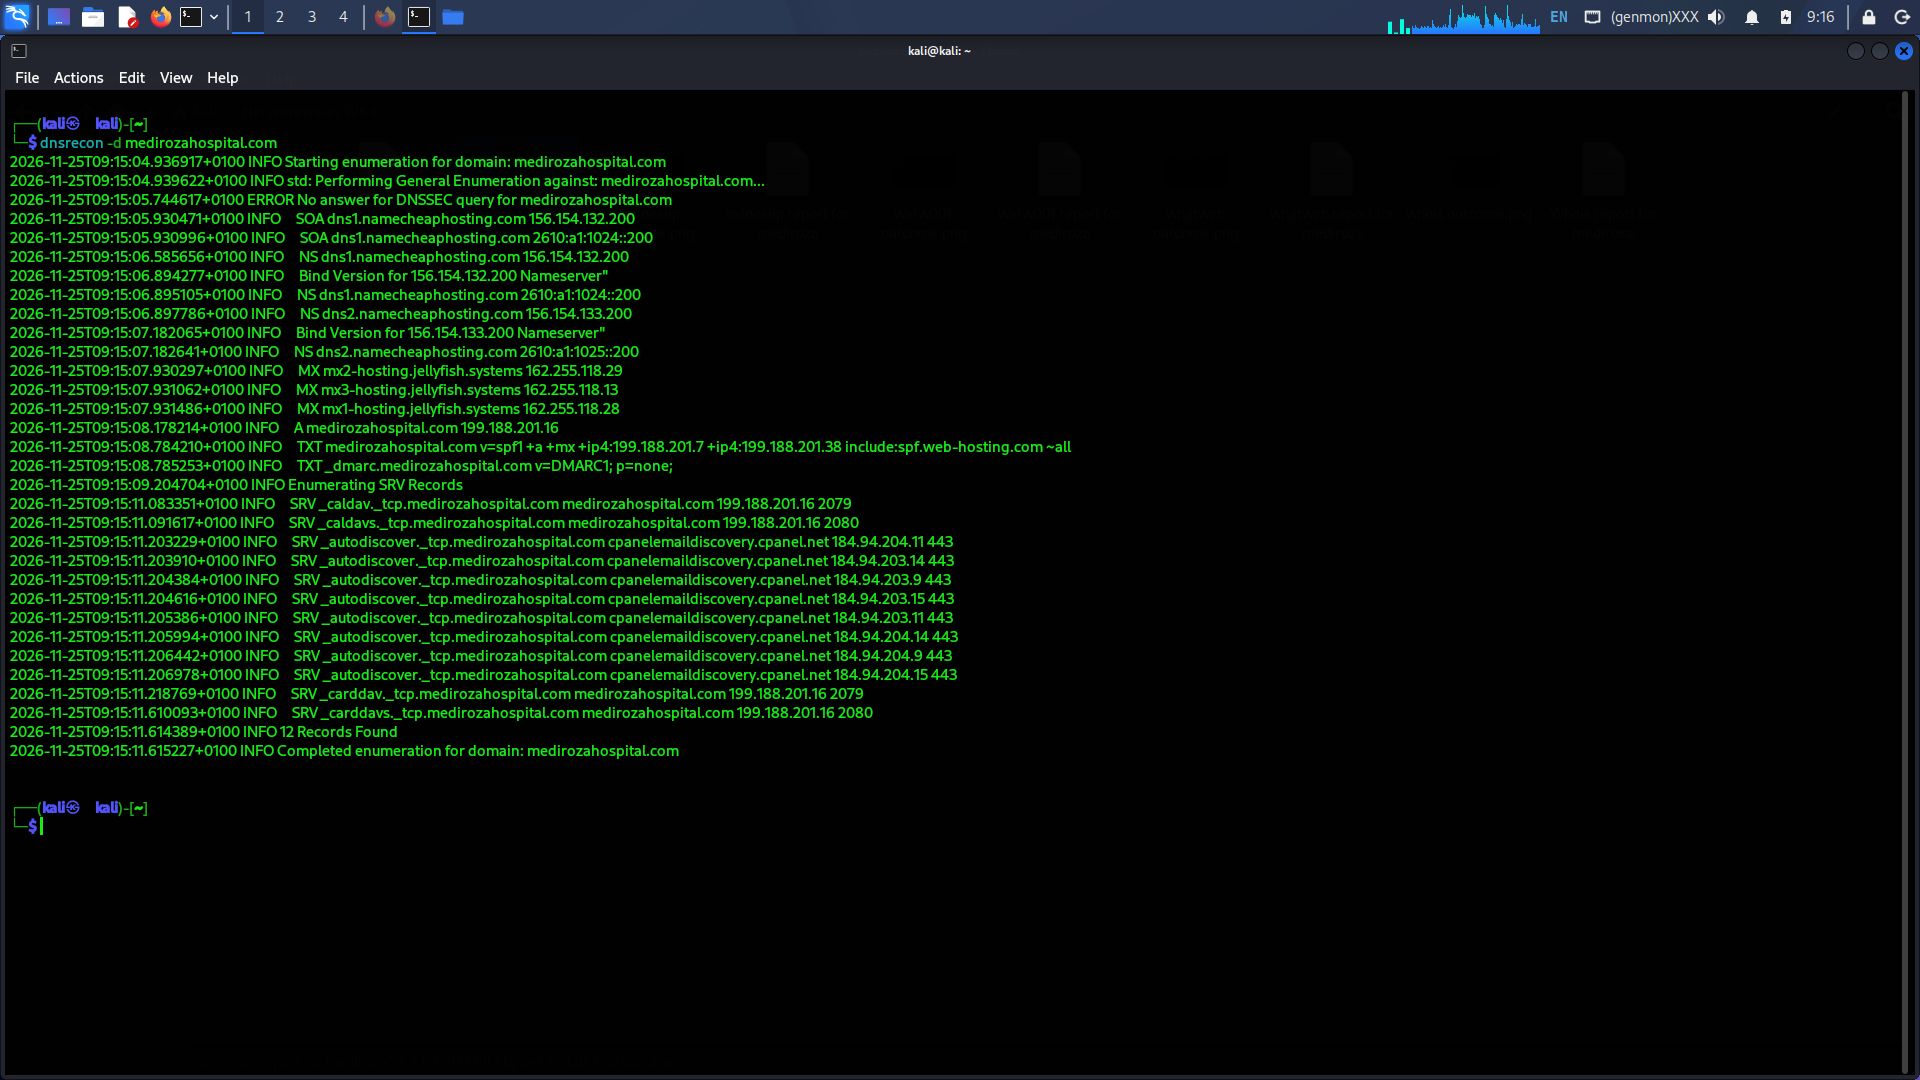 1 2 3 4 EN (genmon)XXX 9:16
kali@kali: ~
File Actions Edit View Help
┌──(kali㉿ kali)-[~]
└─$ dnsrecon -d medirozahospital.com
2026-11-25T09:15:04.936917+0100 INFO Starting enumeration for domain: medirozahospital.com
2026-11-25T09:15:04.939622+0100 INFO std: Performing General Enumeration against: medirozahospital.com...
2026-11-25T09:15:05.744617+0100 ERROR No answer for DNSSEC query for medirozahospital.com
2026-11-25T09:15:05.930471+0100 INFO SOA dns1.namecheaphosting.com 156.154.132.200
2026-11-25T09:15:05.930996+0100 INFO SOA dns1.namecheaphosting.com 2610:a1:1024::200
2026-11-25T09:15:06.585656+0100 INFO NS dns1.namecheaphosting.com 156.154.132.200
2026-11-25T09:15:06.894277+0100 INFO Bind Version for 156.154.132.200 Nameserver"
2026-11-25T09:15:06.895105+0100 INFO NS dns1.namecheaphosting.com 2610:a1:1024::200
2026-11-25T09:15:06.897786+0100 INFO NS dns2.namecheaphosting.com 156.154.133.200
2026-11-25T09:15:07.182065+0100 INFO Bind Version for 156.154.133.200 Nameserver"
2026-11-25T09:15:07.182641+0100 INFO NS dns2.namecheaphosting.com 2610:a1:1025::200
2026-11-25T09:15:07.930297+0100 INFO MX mx2-hosting.jellyfish.systems 162.255.118.29
2026-11-25T09:15:07.931062+0100 INFO MX mx3-hosting.jellyfish.systems 162.255.118.13
2026-11-25T09:15:07.931486+0100 INFO MX mx1-hosting.jellyfish.systems 162.255.118.28
2026-11-25T09:15:08.178214+0100 INFO A medirozahospital.com 199.188.201.16
2026-11-25T09:15:08.784210+0100 INFO TXT medirozahospital.com v=spf1 +a +mx +ip4:199.188.201.7 +ip4:199.188.201.38 include:spf.web-hosting.com ~all
2026-11-25T09:15:08.785253+0100 INFO TXT _dmarc.medirozahospital.com v=DMARC1; p=none;
2026-11-25T09:15:09.204704+0100 INFO Enumerating SRV Records
2026-11-25T09:15:11.083351+0100 INFO SRV _caldav._tcp.medirozahospital.com medirozahospital.com 199.188.201.16 2079
2026-11-25T09:15:11.091617+0100 INFO SRV _caldavs._tcp.medirozahospital.com medirozahospital.com 199.188.201.16 2080
2026-11-25T09:15:11.203229+0100 INFO SRV _autodiscover._tcp.medirozahospital.com cpanelemaildiscovery.cpanel.net 184.94.204.11 443
2026-11-25T09:15:11.203910+0100 INFO SRV _autodiscover._tcp.medirozahospital.com cpanelemaildiscovery.cpanel.net 184.94.203.14 443
2026-11-25T09:15:11.204384+0100 INFO SRV _autodiscover._tcp.medirozahospital.com cpanelemaildiscovery.cpanel.net 184.94.203.9 443
2026-11-25T09:15:11.204616+0100 INFO SRV _autodiscover._tcp.medirozahospital.com cpanelemaildiscovery.cpanel.net 184.94.203.15 443
2026-11-25T09:15:11.205386+0100 INFO SRV _autodiscover._tcp.medirozahospital.com cpanelemaildiscovery.cpanel.net 184.94.203.11 443
2026-11-25T09:15:11.205994+0100 INFO SRV _autodiscover._tcp.medirozahospital.com cpanelemaildiscovery.cpanel.net 184.94.204.14 443
2026-11-25T09:15:11.206442+0100 INFO SRV _autodiscover._tcp.medirozahospital.com cpanelemaildiscovery.cpanel.net 184.94.204.9 443
2026-11-25T09:15:11.206978+0100 INFO SRV _autodiscover._tcp.medirozahospital.com cpanelemaildiscovery.cpanel.net 184.94.204.15 443
2026-11-25T09:15:11.218769+0100 INFO SRV _carddav._tcp.medirozahospital.com medirozahospital.com 199.188.201.16 2079
2026-11-25T09:15:11.610093+0100 INFO SRV _carddavs._tcp.medirozahospital.com medirozahospital.com 199.188.201.16 2080
2026-11-25T09:15:11.614389+0100 INFO 12 Records Found
2026-11-25T09:15:11.615227+0100 INFO Completed enumeration for domain: medirozahospital.com
┌──(kali㉿ kali)-[~]
└─$